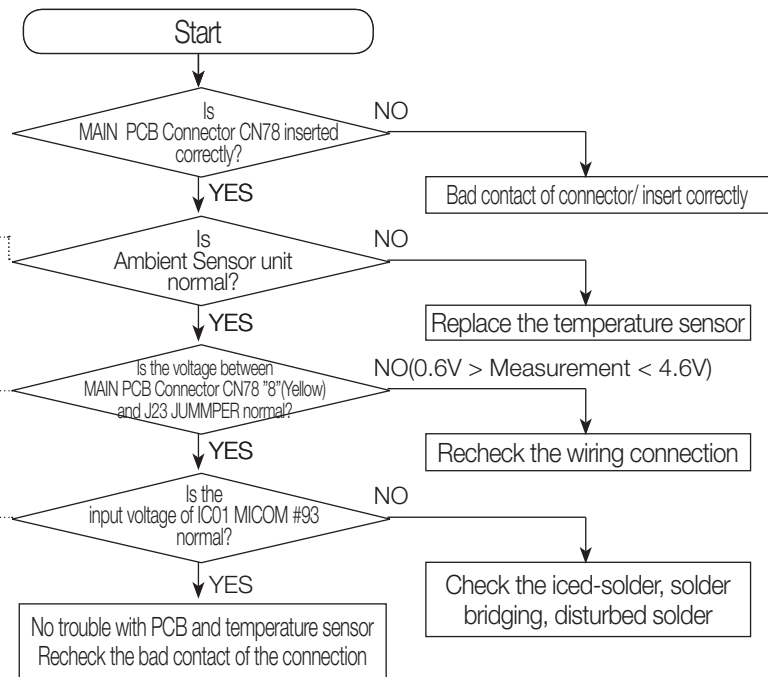 Start
Is
MAIN PCB Connector CN78 inserted
correctly?
NO
Bad contact of connector/ insert correctly
YES
Is
Ambient Sensor unit
normal?
NO
Replace the temperature sensor
YES
Is the voltage between
MAIN PCB Connector CN78 "8"(Yellow)
and J23 JUMMPER normal?
NO(0.6V > Measurement < 4.6V)
Recheck the wiring connection
YES
Is the
input voltage of IC01 MICOM #93
normal?
NO
Check the iced-solder, solder
bridging, disturbed solder
YES
No trouble with PCB and temperature sensor
Recheck the bad contact of the connection